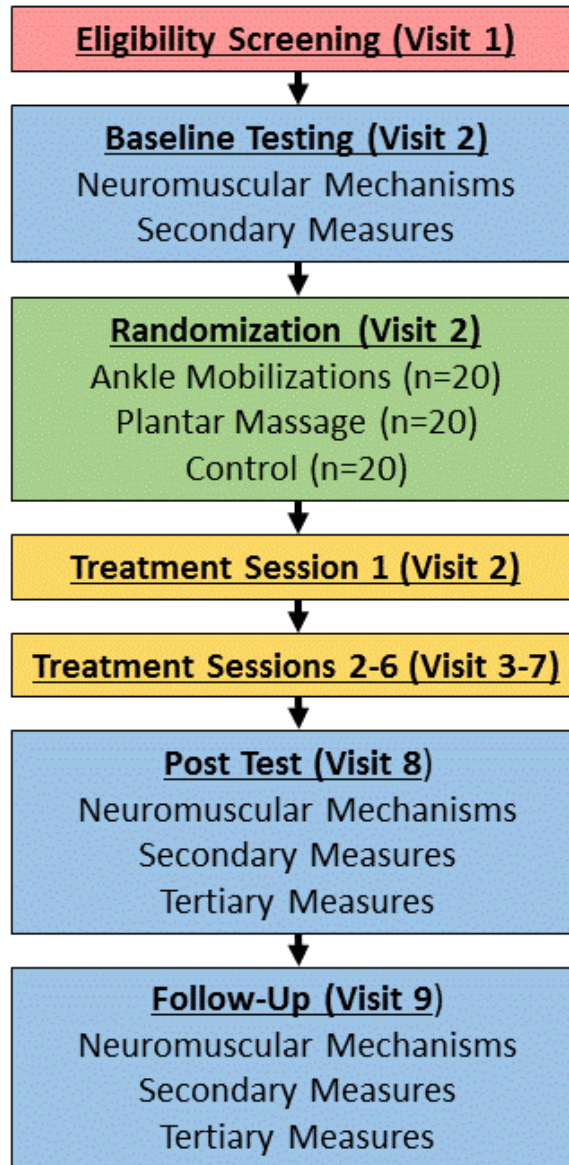 Eligibility Screening (Visit 1)
Baseline Testing (Visit 2)
Neuromuscular Mechanisms
Secondary Measures
Randomization (Visit 2)
Ankle Mobilizations (n=20)
Plantar Massage (n=20)
Control (n=20)
Treatment Session 1 (Visit 2)
Treatment Sessions 2-6 (Visit 3-7)
Post Test (Visit 8)
Neuromuscular Mechanisms
Secondary Measures
Tertiary Measures
Follow-Up (Visit 9)
Neuromuscular Mechanisms
Secondary Measures
Tertiary Measures